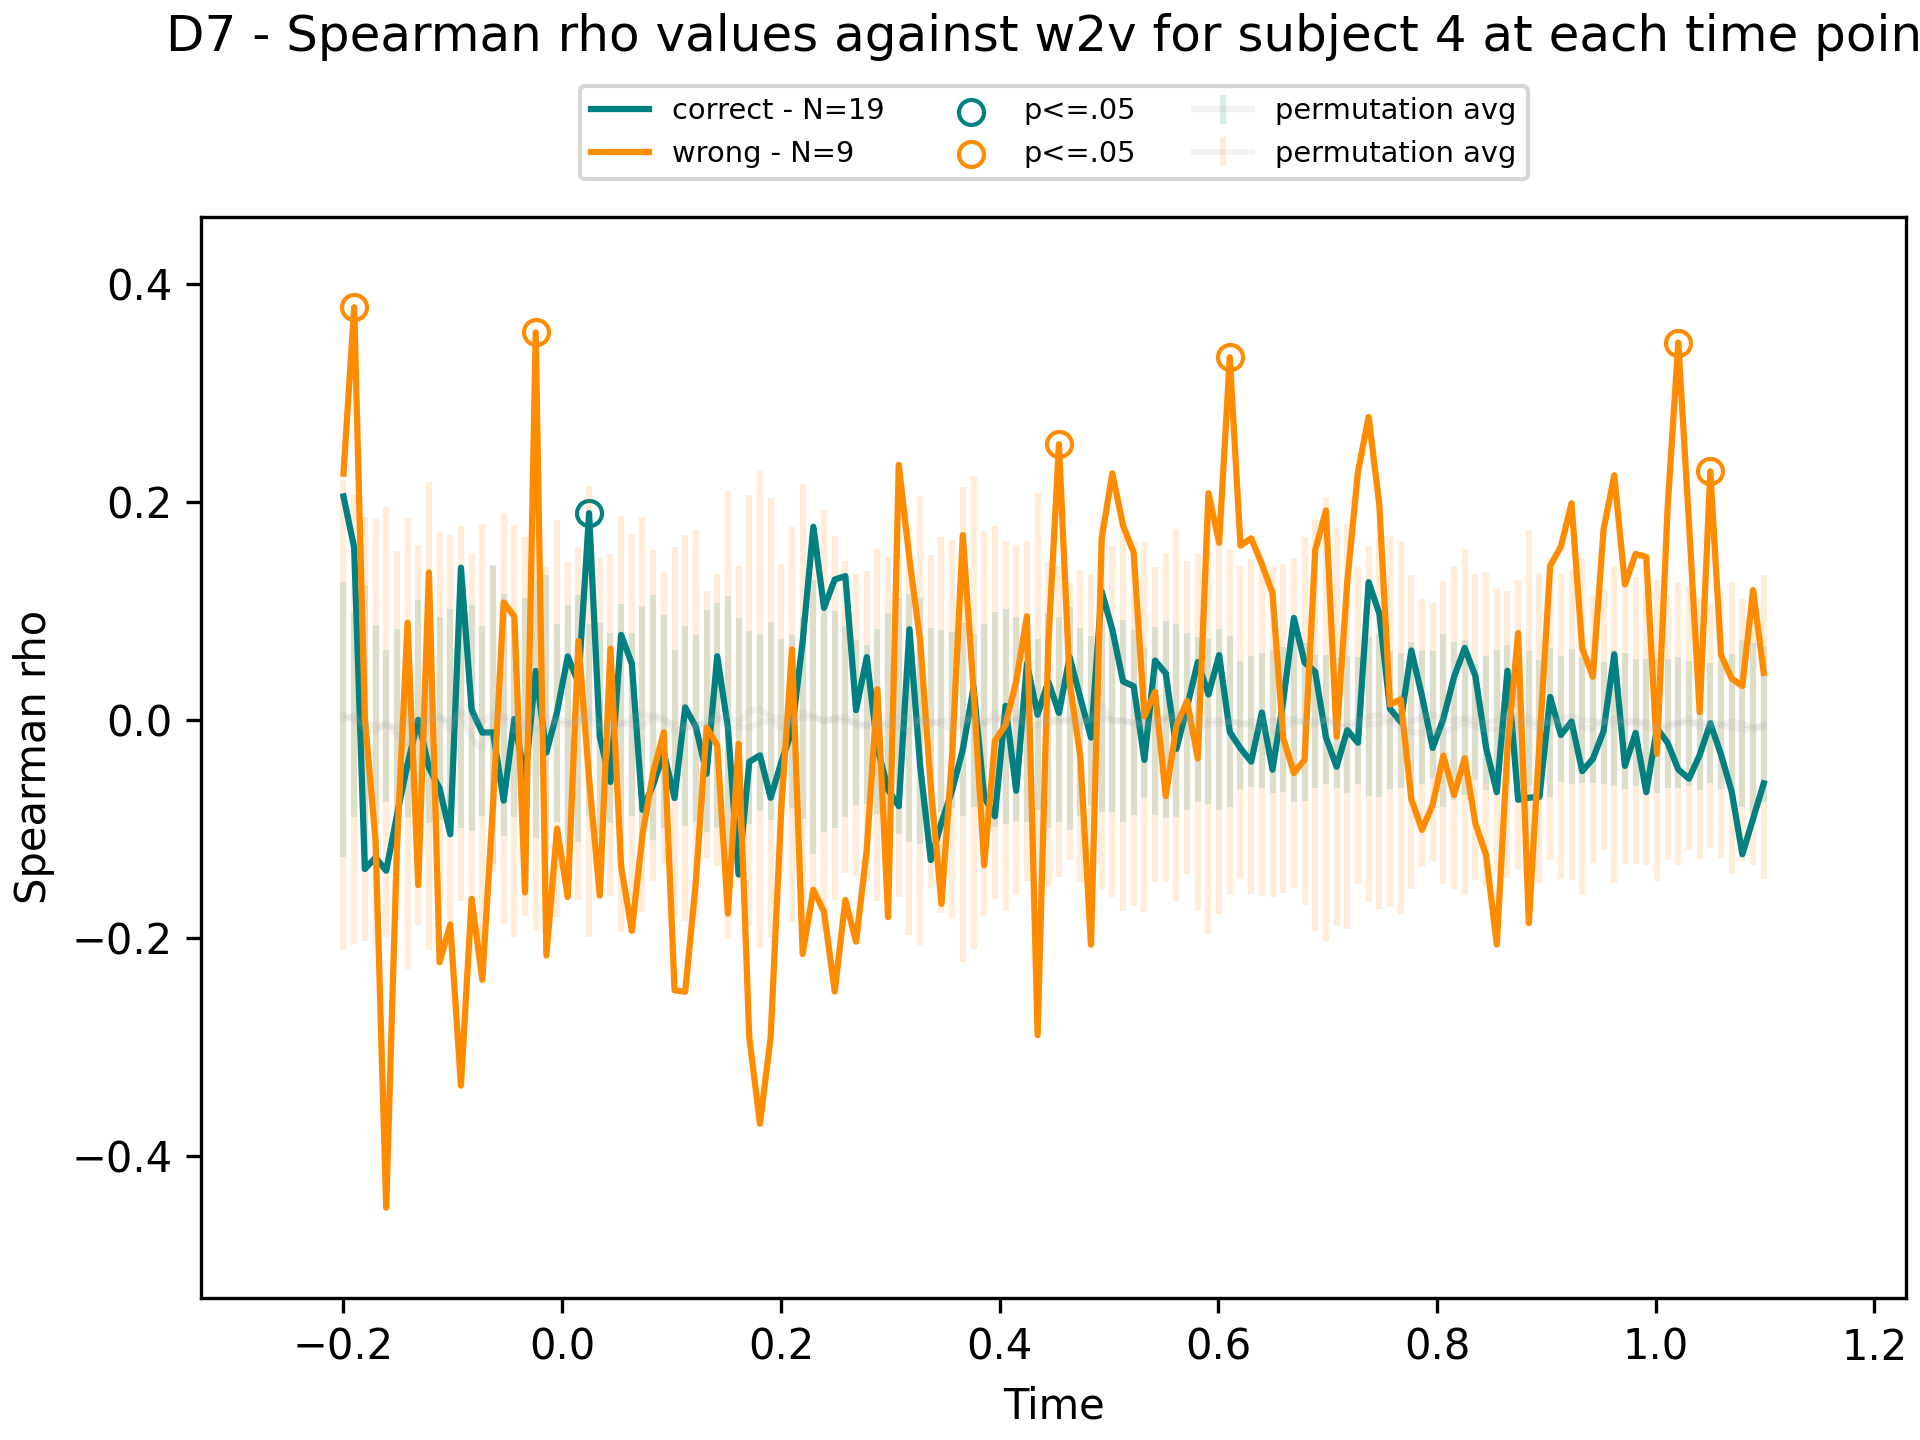 D7 - Spearman rho values against w2v for subject 4 at each time poin
correct - N=19
wrong - N=9
p<=.05
p<=.05
permutation avg
permutation avg
Spearman rho
0.4
0.2
0.0
−0.2
−0.4
−0.2 0.0 0.2 0.4 0.6 0.8 1.0 1.2
Time